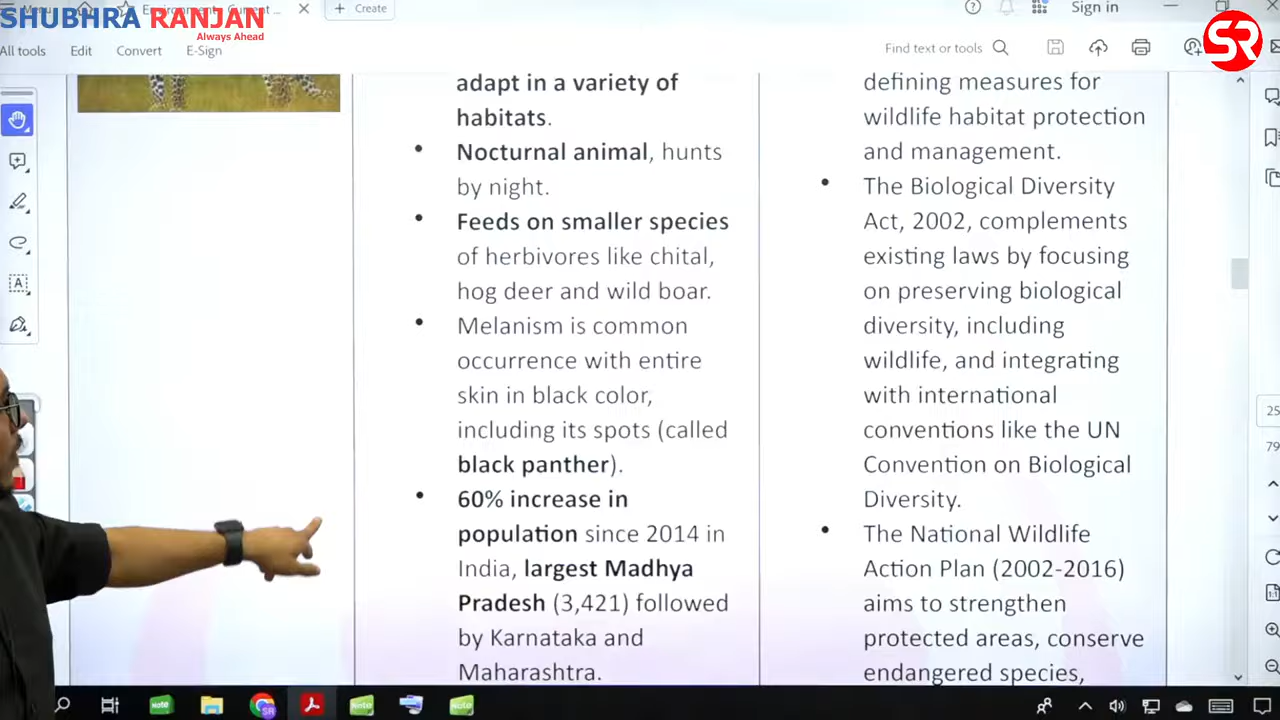 SHUBHRA RANJAN
Always Ahead
Create
Sign in
SR
All tools
Edit
Convert
E-Sign
Find text or tools
adapt in a variety of
habitats.
• Nocturnal animal, hunts
by night.
• Feeds on smaller species
of herbivores like chital,
hog deer and wild boar.
• Melanism is common
occurrence with entire
skin in black color,
including its spots (called
black panther).
• 60% increase in
population since 2014 in
India, largest Madhya
Pradesh (3,421) followed
by Karnataka and
Maharashtra.
defining measures for
wildlife habitat protection
and management.
• The Biological Diversity
Act, 2002, complements
existing laws by focusing
on preserving biological
diversity, including
wildlife, and integrating
with international
conventions like the UN
Convention on Biological
Diversity.
• The National Wildlife
Action Plan (2002-2016)
aims to strengthen
protected areas, conserve
endangered species,
25
79